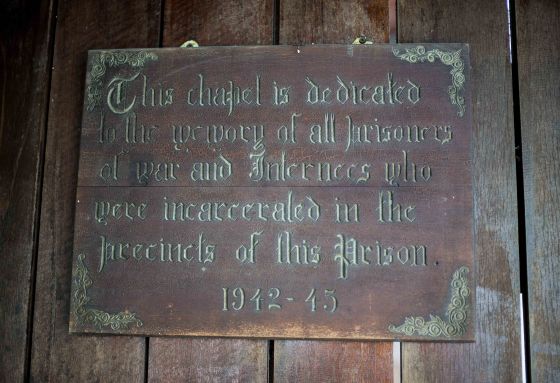 This chapel is dedicated
to the memory of all prisoners
of war and Internees who
were incarcerated in the
precincts of this Prison.
1942-45